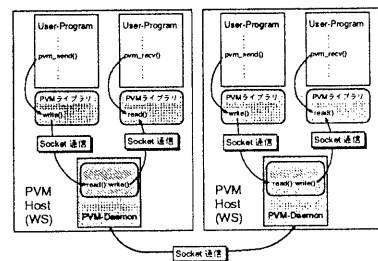 User-Program
pvm_send()
PVMライブラリ
write()
Socket 通信
User-Program
pvm_recv()
PVMライブラリ
read()
Socket 通信
read() write()
PVM-Daemon
PVM
Host
(WS)
User-Program
pvm_send()
PVMライブラリ
write()
Socket 通信
User-Program
pvm_recv()
PVMライブラリ
read()
Socket 通信
read() write()
PVM-Daemon
PVM
Host
(WS)
Socket 通信